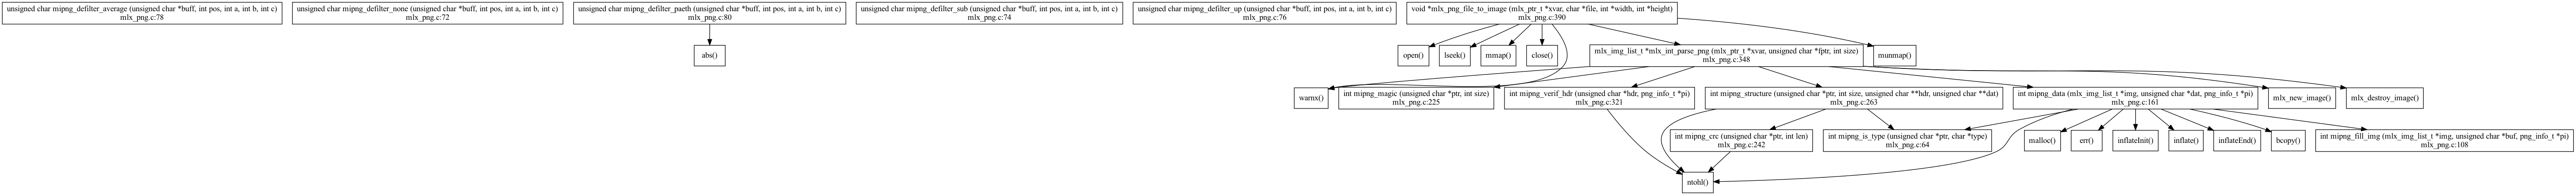 unsigned char mipng_defilter_average (unsigned char *buff, int pos, int a, int b, int c)
mlx_png.c:78
unsigned char mipng_defilter_none (unsigned char *buff, int pos, int a, int b, int c)
mlx_png.c:72
unsigned char mipng_defilter_paeth (unsigned char *buff, int pos, int a, int b, int c)
mlx_png.c:80
unsigned char mipng_defilter_sub (unsigned char *buff, int pos, int a, int b, int c)
mlx_png.c:74
unsigned char mipng_defilter_up (unsigned char *buff, int pos, int a, int b, int c)
mlx_png.c:76
void *mlx_png_file_to_image (mlx_ptr_t *xvar, char *file, int *width, int *height)
mlx_png.c:390
abs()
open()
lseek()
mmap()
close()
mlx_img_list_t *mlx_int_parse_png (mlx_ptr_t *xvar, unsigned char *fptr, int size)
mlx_png.c:348
munmap()
warnx()
int mipng_magic (unsigned char *ptr, int size)
mlx_png.c:225
int mipng_verif_hdr (unsigned char *hdr, png_info_t *pi)
mlx_png.c:321
int mipng_structure (unsigned char *ptr, int size, unsigned char **hdr, unsigned char **dat)
mlx_png.c:263
int mipng_data (mlx_img_list_t *img, unsigned char *dat, png_info_t *pi)
mlx_png.c:161
mlx_new_image()
mlx_destroy_image()
int mipng_crc (unsigned char *ptr, int len)
mlx_png.c:242
int mipng_is_type (unsigned char *ptr, char *type)
mlx_png.c:64
malloc()
err()
inflateInit()
inflate()
inflateEnd()
bcopy()
int mipng_fill_img (mlx_img_list_t *img, unsigned char *buf, png_info_t *pi)
mlx_png.c:108
ntohl()